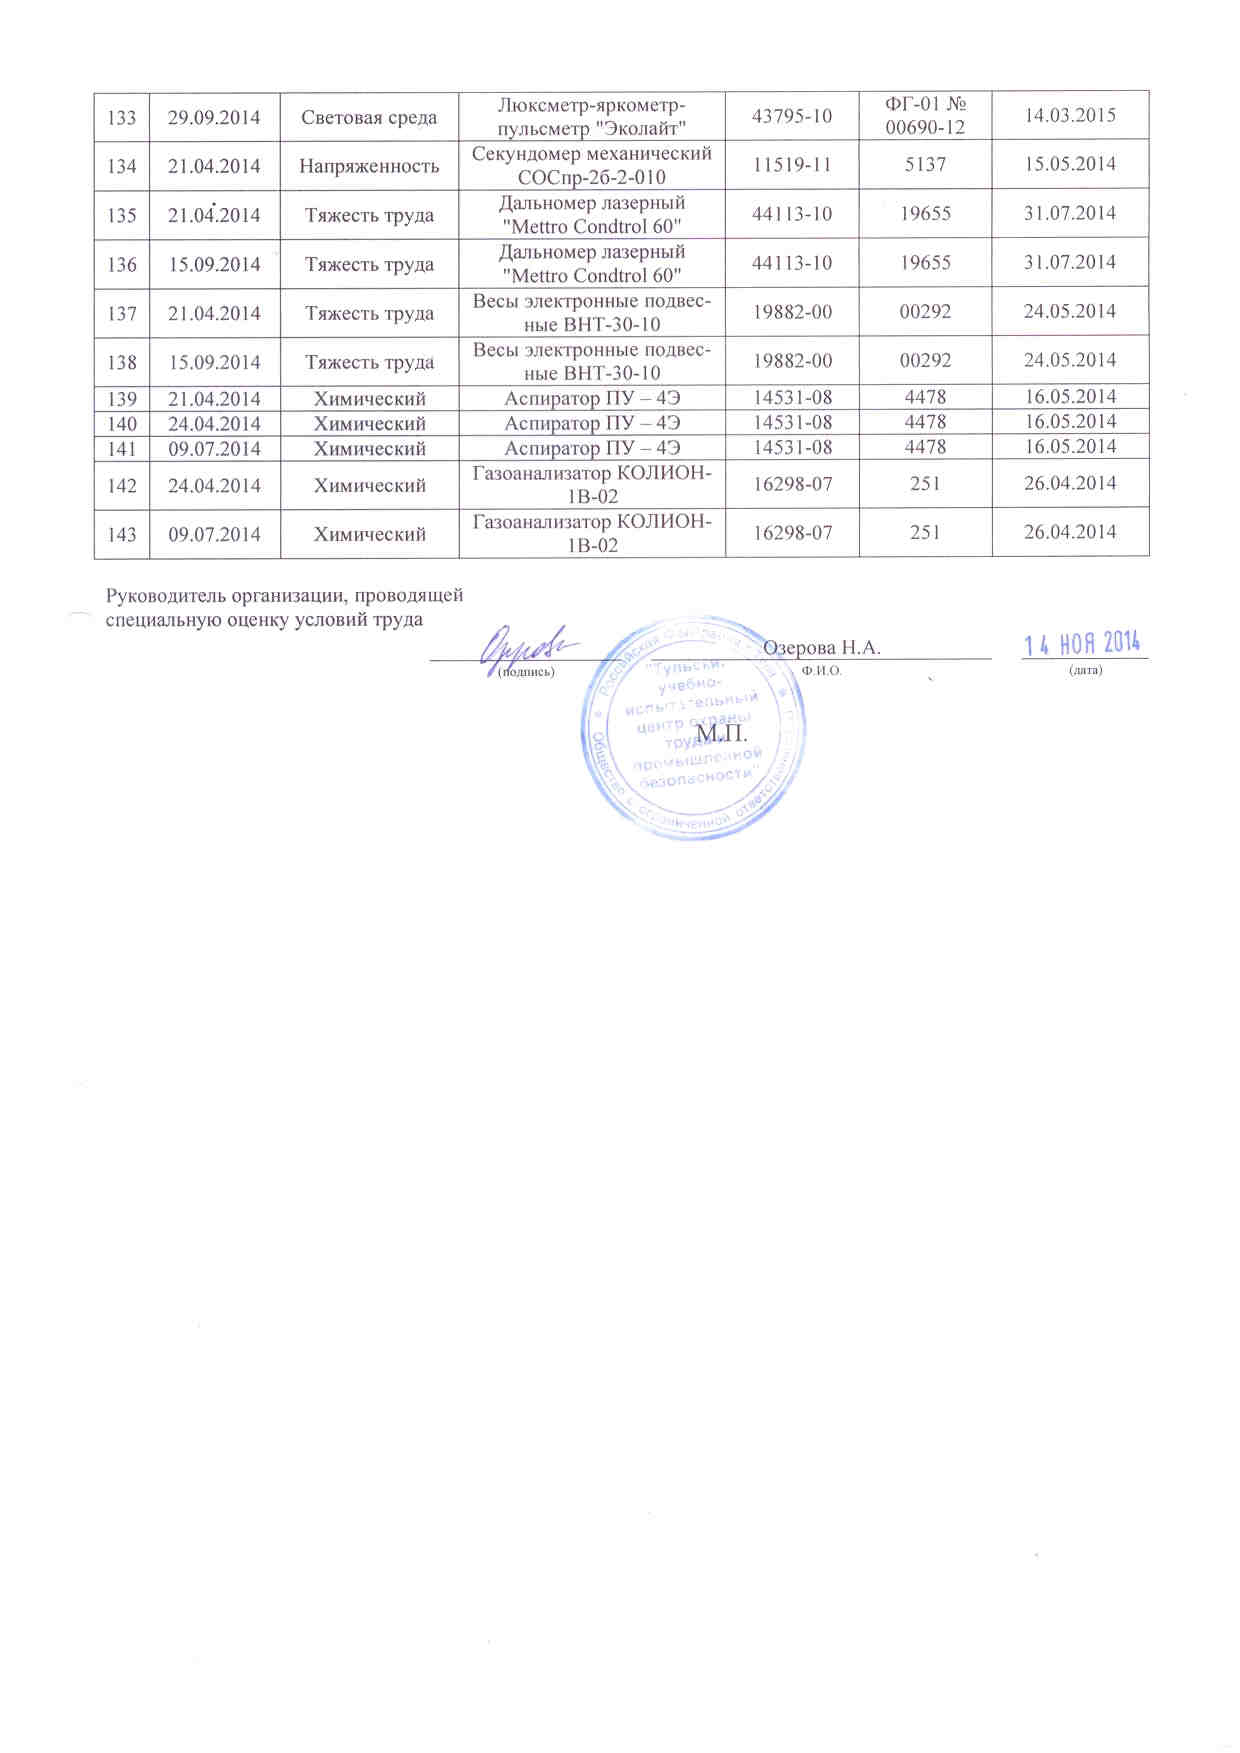 133 29.09.2014 Световая среда Люксметр-яркометр-
пульсметр "Эколайт" 43795-10 ФГ-01 №
00690-12 14.03.2015
134 21.04.2014 Напряженность Секундомер механический
СОСпр-2б-2-010 11519-11 5137 15.05.2014
135 21.04.2014 Тяжесть труда Дальномер лазерный
"Mettro Condtrol 60" 44113-10 19655 31.07.2014
136 15.09.2014 Тяжесть труда Дальномер лазерный
"Mettro Condtrol 60" 44113-10 19655 31.07.2014
137 21.04.2014 Тяжесть труда Весы электронные подвес-
ные ВНТ-30-10 19882-00 00292 24.05.2014
138 15.09.2014 Тяжесть труда Весы электронные подвес-
ные ВНТ-30-10 19882-00 00292 24.05.2014
139 21.04.2014 Химический Аспиратор ПУ – 4Э 14531-08 4478 16.05.2014
140 24.04.2014 Химический Аспиратор ПУ – 4Э 14531-08 4478 16.05.2014
141 09.07.2014 Химический Аспиратор ПУ – 4Э 14531-08 4478 16.05.2014
142 24.04.2014 Химический Газоанализатор КОЛИОН-
1В-02 16298-07 251 26.04.2014
143 09.07.2014 Химический Газоанализатор КОЛИОН-
1В-02 16298-07 251 26.04.2014
Руководитель организации, проводящей
специальную оценку условий труда
Озерова Н.А. 14 НОЯ 2014
(подпись) Ф.И.О. (дата)
М.П.
учебно-
испытательный
центр охраны
труда и
промышленной
безопасности"
Общество с ограниченной ответственностью
Российская Федерация